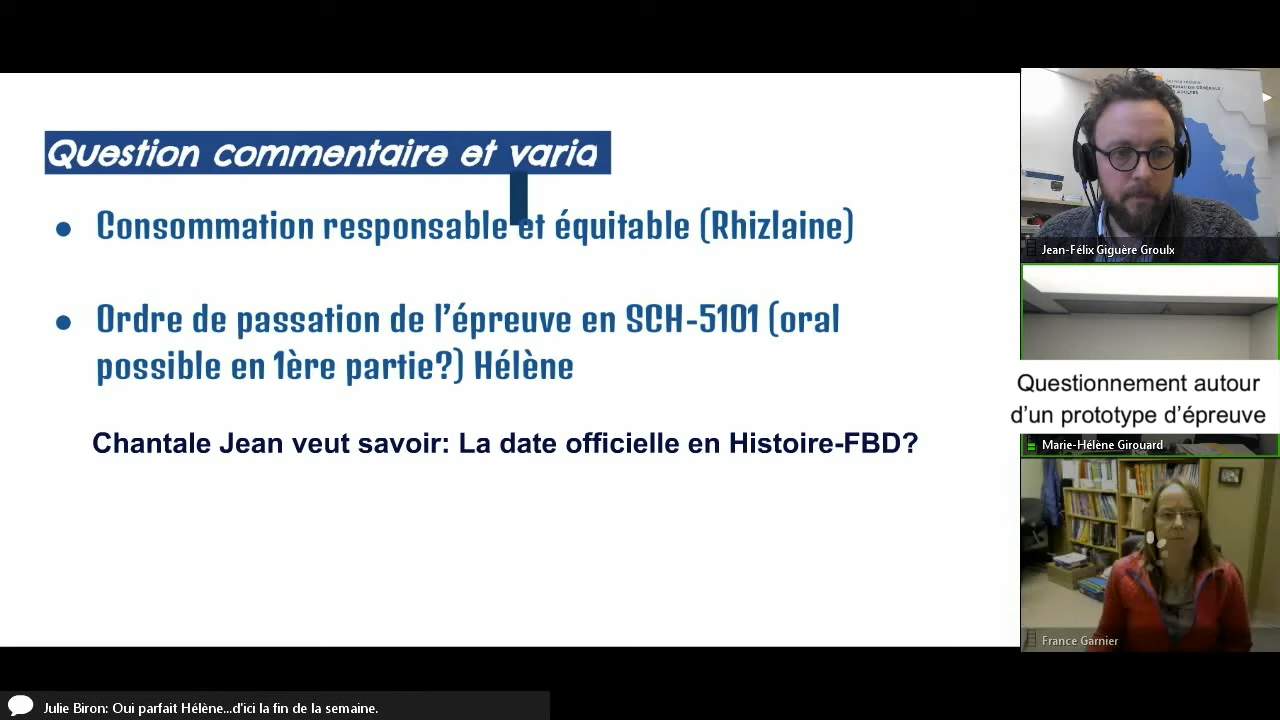 Question commentaire et varia
• Consommation responsable et équitable (Rhizlaine)
• Ordre de passation de l'épreuve en SCH-5101 (oral
possible en 1ère partie?) Hélène
Chantale Jean veut savoir: La date officielle en Histoire-FBD?
Jean-Félix Giguère Groulx
Questionnement autour
d'un prototype d'épreuve
Marie-Hélène Girouard
France Garnier
Julie Biron: Oui parfait Hélène...d'ici la fin de la semaine.